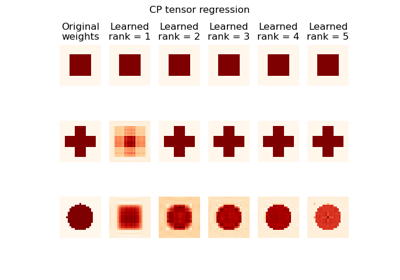 CP tensor regression
Original weights
Learned rank = 1
Learned rank = 2
Learned rank = 3
Learned rank = 4
Learned rank = 5